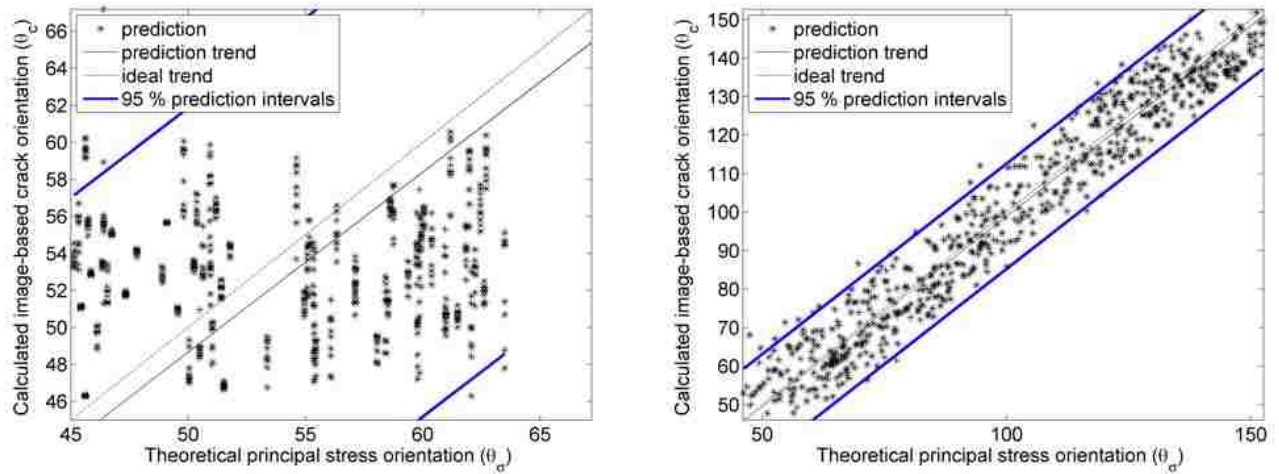 Calculated image-based crack orientation (θc)
66
64
62
60
58
56
54
52
50
48
46
prediction
prediction trend
ideal trend
95 % prediction intervals
45 50 55 60 65
Theoretical principal stress orientation (θσ)
Calculated image-based crack orientation (θc)
150
140
130
120
110
100
90
80
70
60
50
prediction
prediction trend
ideal trend
95 % prediction intervals
50 100 150
Theoretical principal stress orientation (θσ)